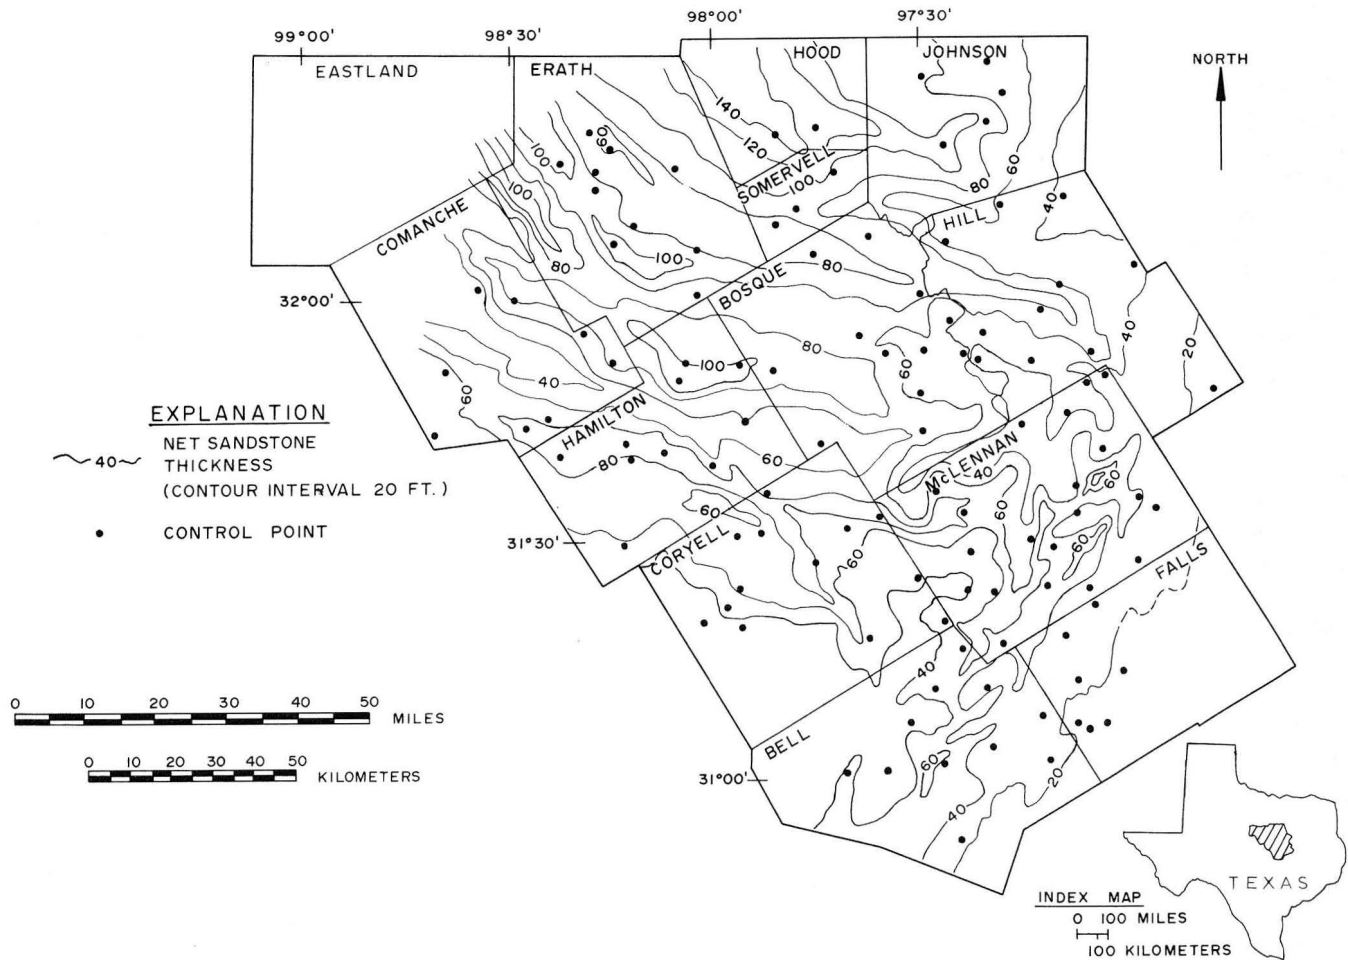 98°00'
97°30'
99°00'
98°30'
HOOD
JOHNSON
EASTLAND
ERATH
NORTH
140
60
120
100
SOMERVELL
100
60
100
80
40
COMANCHE
HILL
100
80
80
BOSQUE
32°00'
40
80
20
100
60
40
60
EXPLANATION
NET SANDSTONE
40
THICKNESS
(CONTOUR INTERVAL 20 FT.)
CONTROL POINT
HAMILTON
80
60
McLENNAN
40
60
60
60
31°30'
CORYELL
60
60
FALLS
40
0 10 20 30 40 50
MILES
0 10 20 30 40 50
KILOMETERS
BELL
60
31°00'
20
40
TEXAS
INDEX MAP
0 100 MILES
100 KILOMETERS